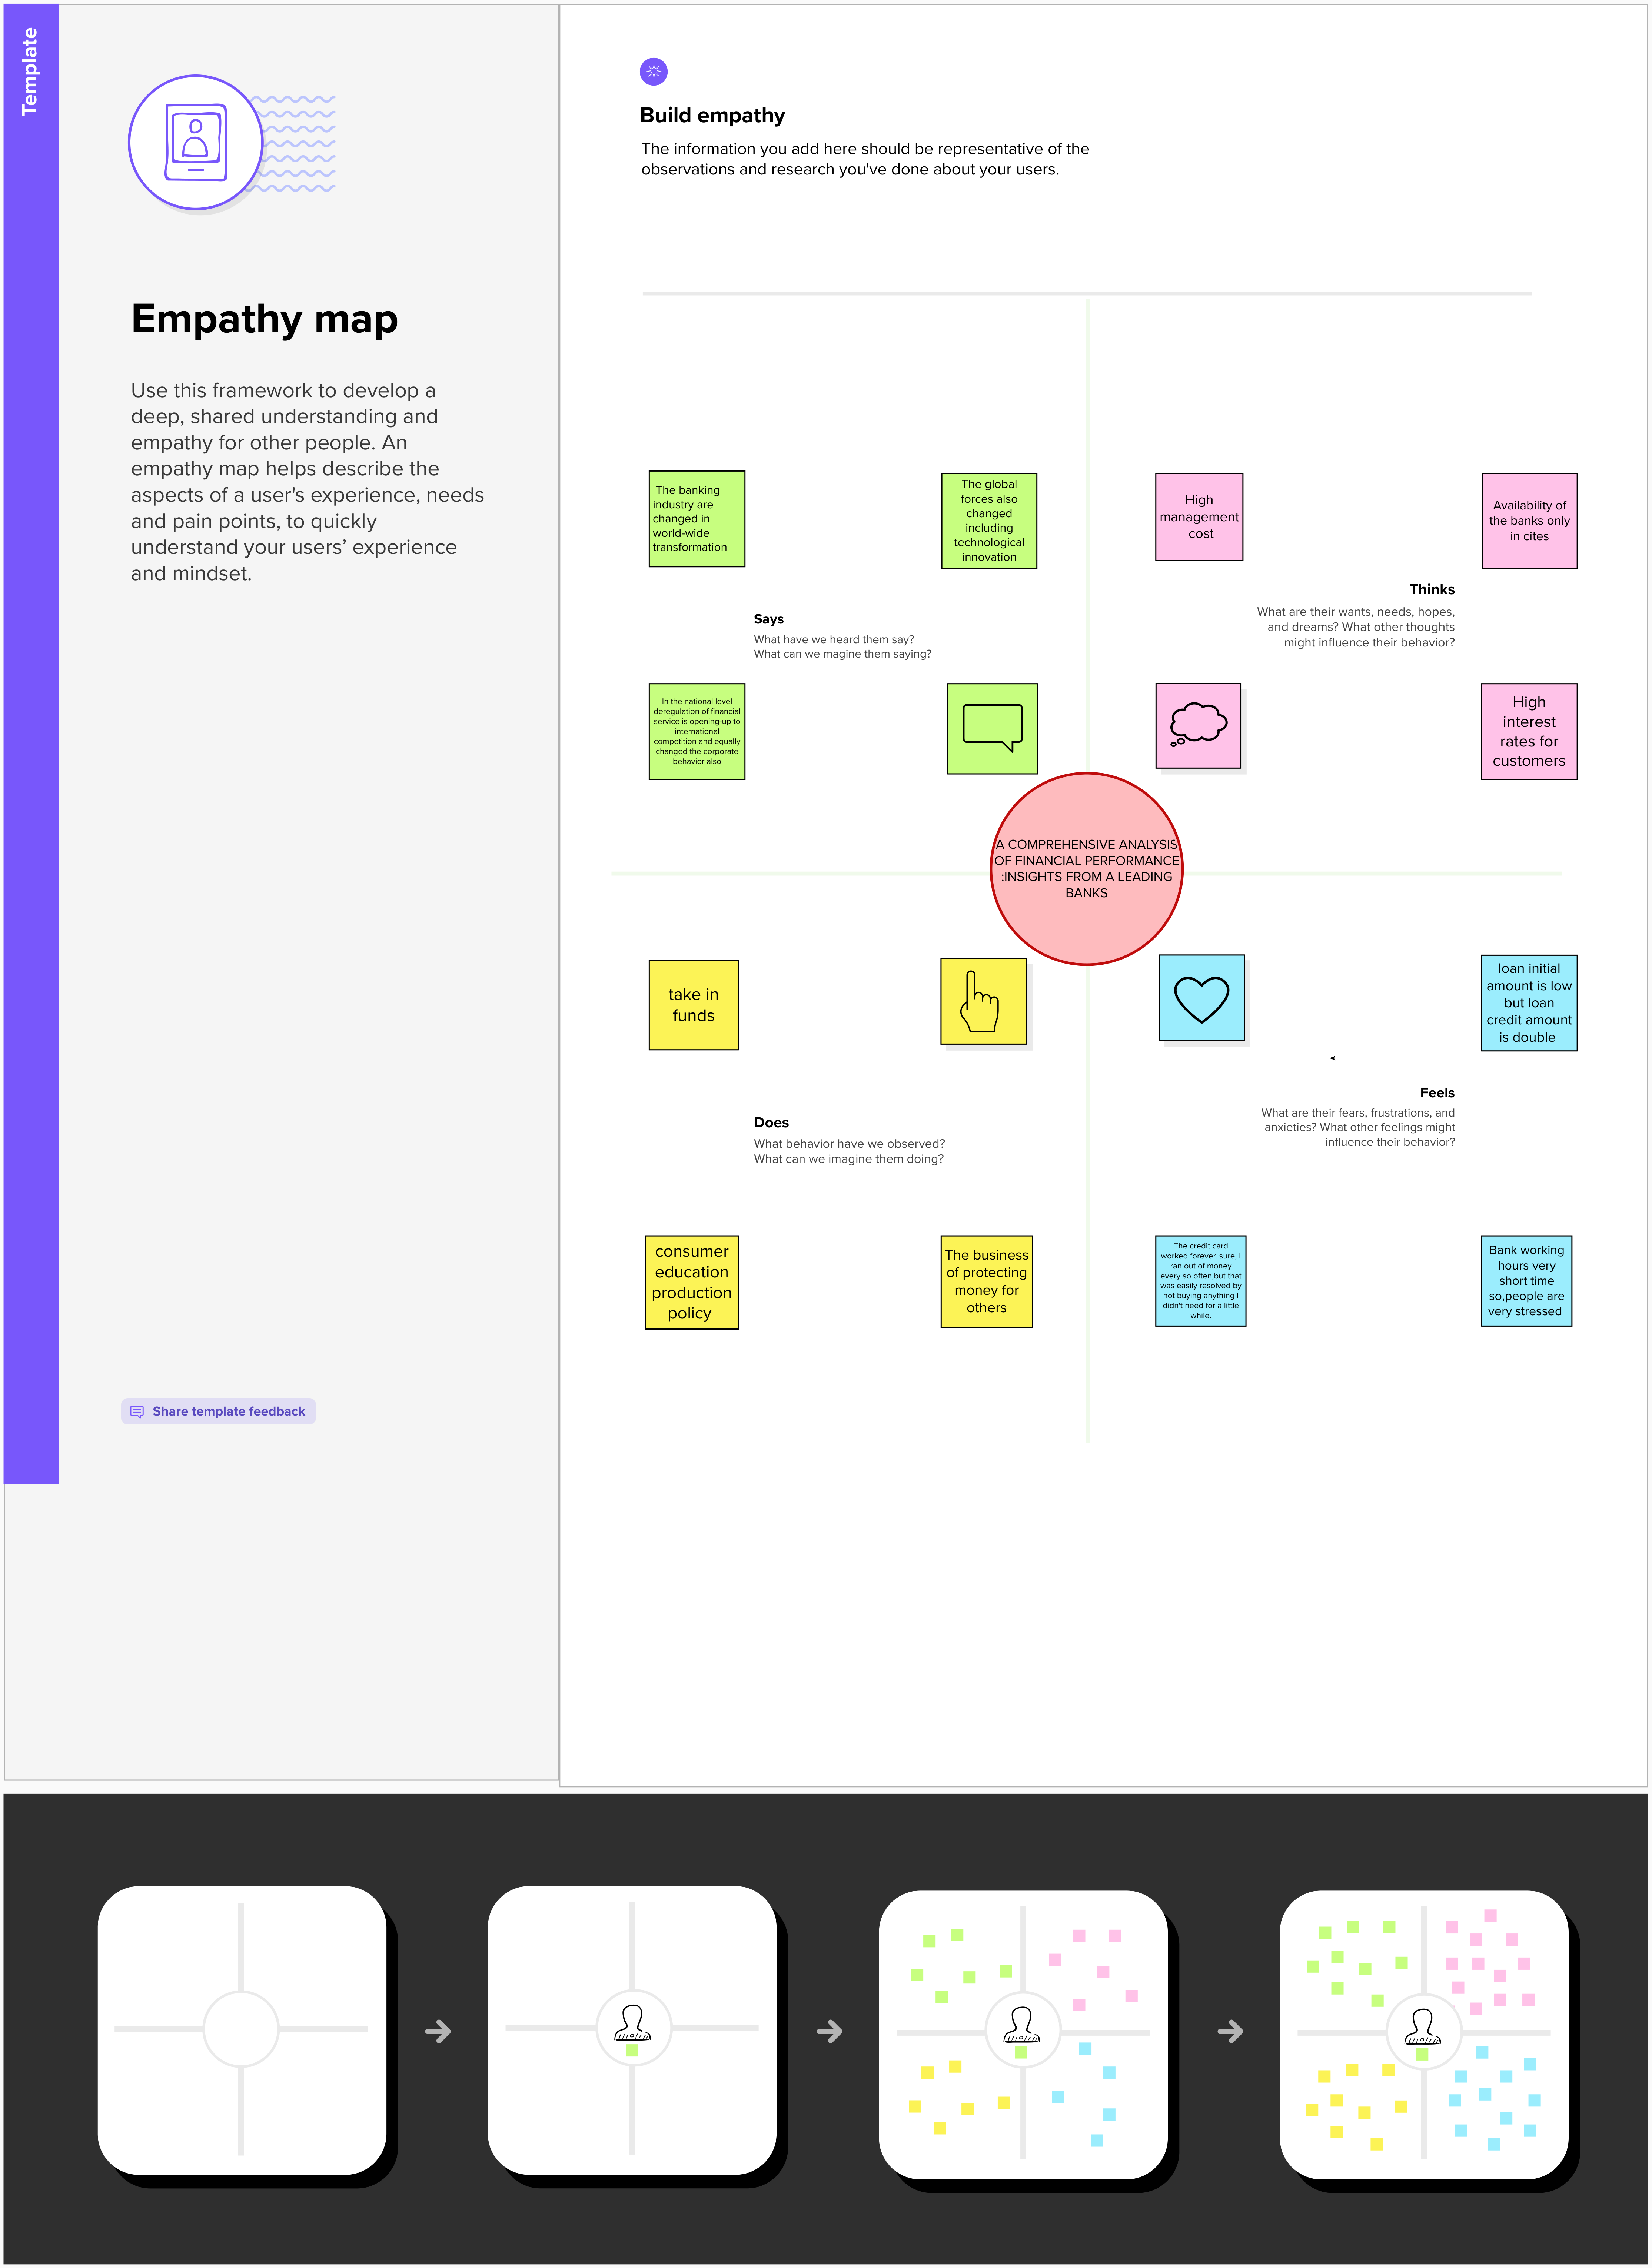 Template
Empathy map
Use this framework to develop a
deep, shared understanding and
empathy for other people. An
empathy map helps describe the
aspects of a user's experience, needs
and pain points, to quickly
understand your users’ experience
and mindset.
Share template feedback
Build empathy
The information you add here should be representative of the
observations and research you've done about your users.
The banking
industry are
changed in
world-wide
transformation
The global
forces also
changed
including
technological
innovation
Says
What have we heard them say?
What can we magine them saying?
In the national level
deregulation of financial
service is opening-up to
international
competition and equally
changed the corporate
behavior also
High
management
cost
Availability of
the banks only
in cites
Thinks
What are their wants, needs, hopes,
and dreams? What other thoughts
might influence their behavior?
High
interest
rates for
customers
A COMPREHENSIVE ANALYSIS
OF FINANCIAL PERFORMANCE
:INSIGHTS FROM A LEADING
BANKS
take in
funds
Does
What behavior have we observed?
What can we imagine them doing?
consumer
education
production
policy
The business
of protecting
money for
others
loan initial
amount is low
but loan
credit amount
is double
Feels
What are their fears, frustrations, and
anxieties? What other feelings might
influence their behavior?
The credit card
worked forever. sure, I
ran out of money
every so often,but that
was easily resolved by
not buying anything I
didn't need for a little
while.
Bank working
hours very
short time
so,people are
very stressed